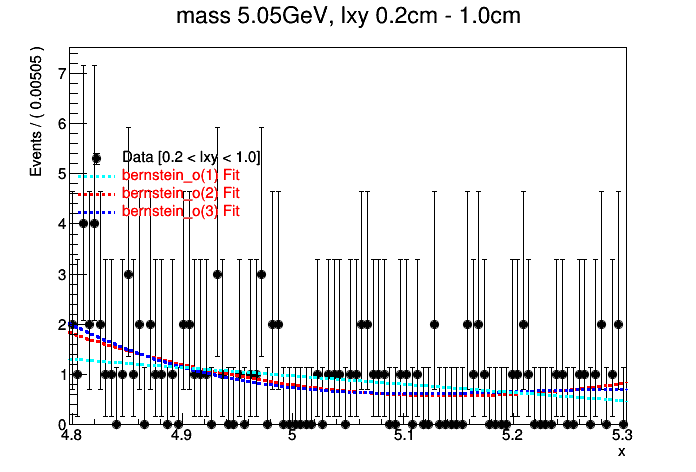 mass 5.05GeV, lxy 0.2cm - 1.0cm
Events / ( 0.00505 )
7
6
5
4
3
2
1
0
Data [0.2 < lxy < 1.0]
bernstein_o(1) Fit
bernstein_o(2) Fit
bernstein_o(3) Fit
4.8 4.9 5 5.1 5.2 5.3
x